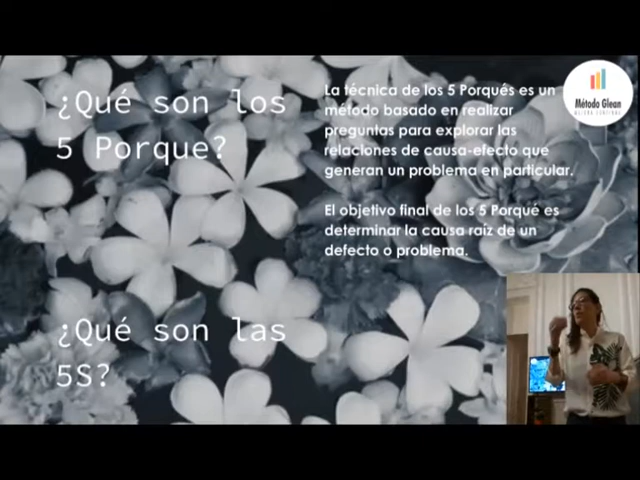 ¿Qué son los
5 Porque?
La técnica de los 5 Porqués es un
método basado en realizar
preguntas para explorar las
relaciones de causa-efecto que
generan un problema en particular.
El objetivo final de los 5 Porqué es
determinar la causa raíz de un
defecto o problema.
¿Qué son las
5S?
Método Glean
MEJORA CONTINUA